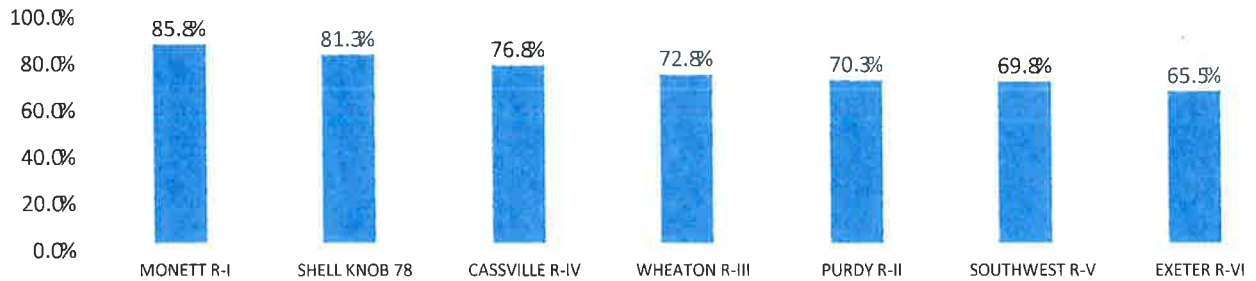 100.0%
85.8%
81.3%
76.8%
72.8%
70.3%
69.8%
65.5%
80.0%
60.0%
40.0%
20.0%
0.0%
MONETT R-I
SHELL KNOB 78
CASSVILLE R-IV
WHEATON R-III
PURDY R-II
SOUTHWEST R-V
EXETER R-VI